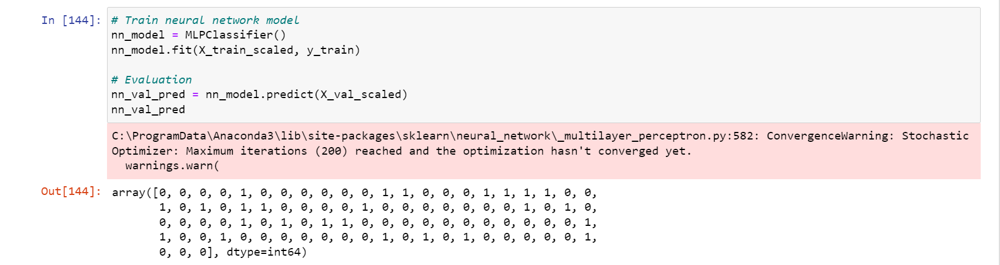 In [144]: # Train neural network model
nn_model = MLPClassifier()
nn_model.fit(X_train_scaled, y_train)
# Evaluation
nn_val_pred = nn_model.predict(X_val_scaled)
nn_val_pred
C:\ProgramData\Anaconda3\lib\site-packages\sklearn\neural_network\_multilayer_perceptron.py:582: ConvergenceWarning: Stochastic
Optimizer: Maximum iterations (200) reached and the optimization hasn't converged yet.
warnings.warn(
Out[144]: array([0, 0, 0, 0, 1, 0, 0, 0, 0, 0, 0, 1, 1, 0, 0, 0, 1, 1, 1, 1, 0, 0,
1, 0, 1, 0, 1, 1, 0, 0, 0, 0, 1, 0, 0, 0, 0, 0, 0, 0, 1, 0, 1, 0,
0, 0, 0, 0, 1, 0, 1, 0, 1, 1, 0, 0, 0, 0, 0, 0, 0, 0, 0, 0, 0, 1,
1, 0, 0, 1, 0, 0, 0, 0, 0, 0, 0, 1, 0, 1, 0, 1, 0, 0, 0, 0, 0, 1,
0, 0, 0], dtype=int64)